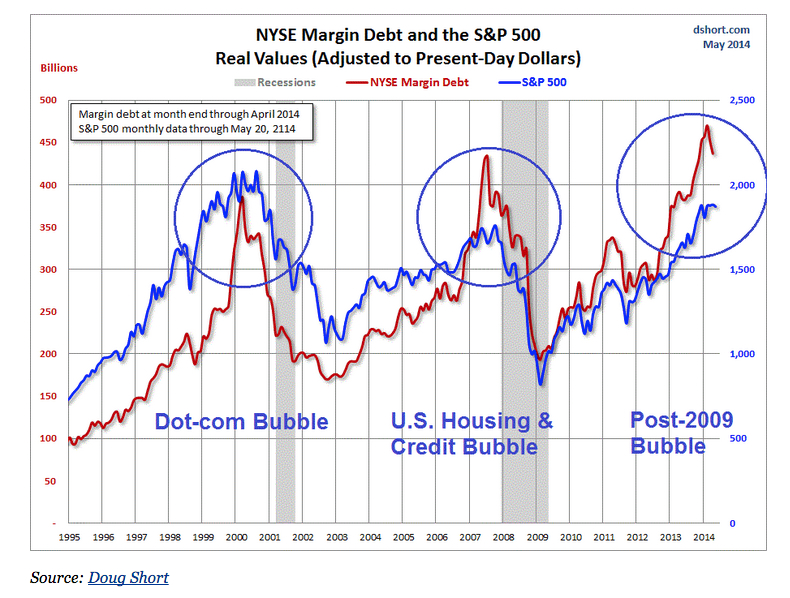 NYSE Margin Debt and the S&P 500
Real Values (Adjusted to Present-Day Dollars)
dshort.com
May 2014
Billions
Recessions NYSE Margin Debt S&P 500
Margin debt at month end through April 2014
S&P 500 monthly data through May 20, 2114
500
450
400
350
300
250
200
150
100
50
-
2,500
2,000
1,500
1,000
500
0
Dot-com Bubble
U.S. Housing &
Credit Bubble
Post-2009
Bubble
1995 1996 1997 1998 1999 2000 2001 2002 2003 2004 2005 2006 2007 2008 2009 2010 2011 2012 2013 2014
Source: Doug Short